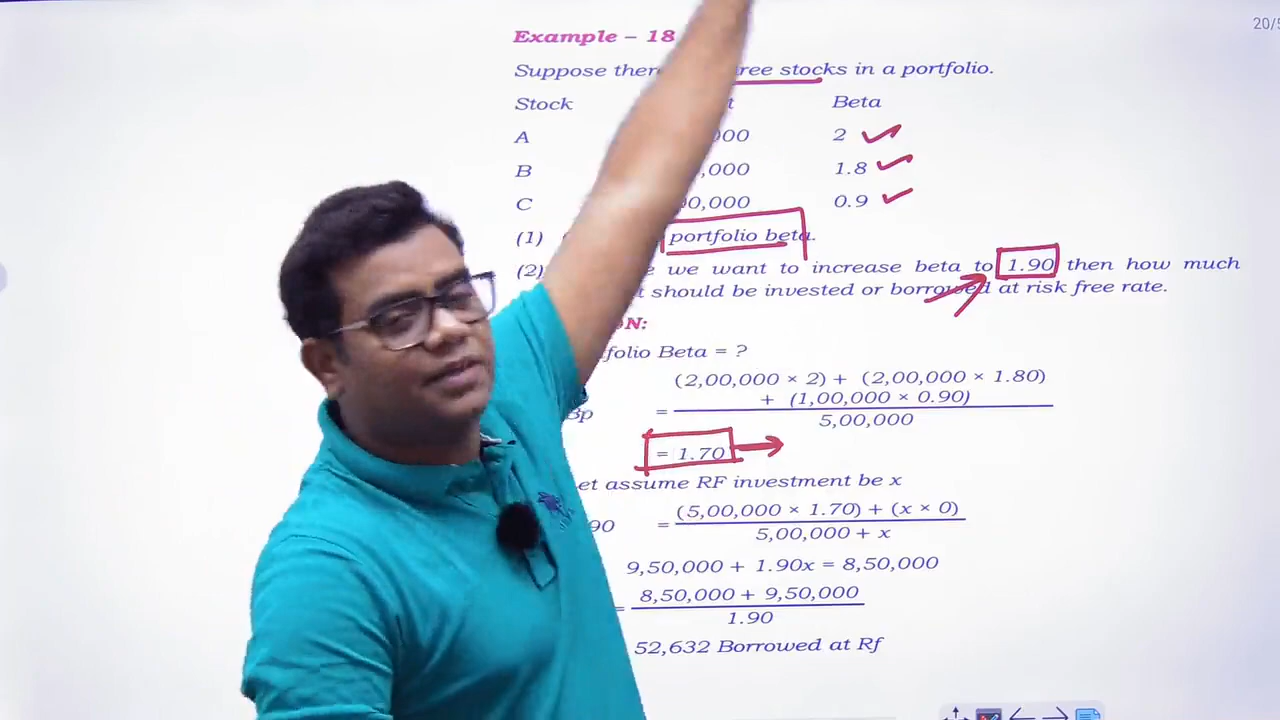 20/5
Example – 18
Suppose ree stocks in a portfolio.
Stock Beta
A 000 2
B ,000 1.8
C 00,000 0.9
(1) portfolio beta.
(2) we want to increase beta to 1.90 then how much
should be invested or borrowed at risk free rate.
ON:
folio Beta = ?
(2,00,000 × 2) + (2,00,000 × 1.80)
+ (1,00,000 × 0.90)
Bp =
5,00,000
= 1.70
et assume RF investment be x
90 = (5,00,000 × 1.70) + (x × 0)
5,00,000 + x
9,50,000 + 1.90x = 8,50,000
= 8,50,000 + 9,50,000
1.90
52,632 Borrowed at Rf